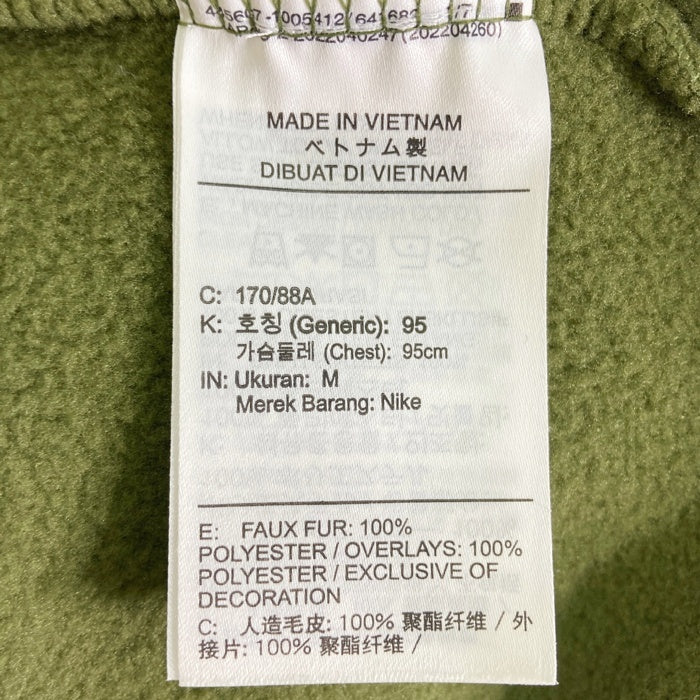 MADE IN VIETNAM
ベトナム製
DIBUAT DI VIETNAM
C: 170/88A
K: 호칭 (Generic): 95
가슴둘레 (Chest): 95cm
IN: Ukuran: M
Merek Barang: Nike
E: FAUX FUR: 100%
POLYESTER / OVERLAYS: 100%
POLYESTER / EXCLUSIVE OF
DECORATION
C: 人造毛皮: 100% 聚酯纤维 / 外
接片: 100% 聚酯纤维 /